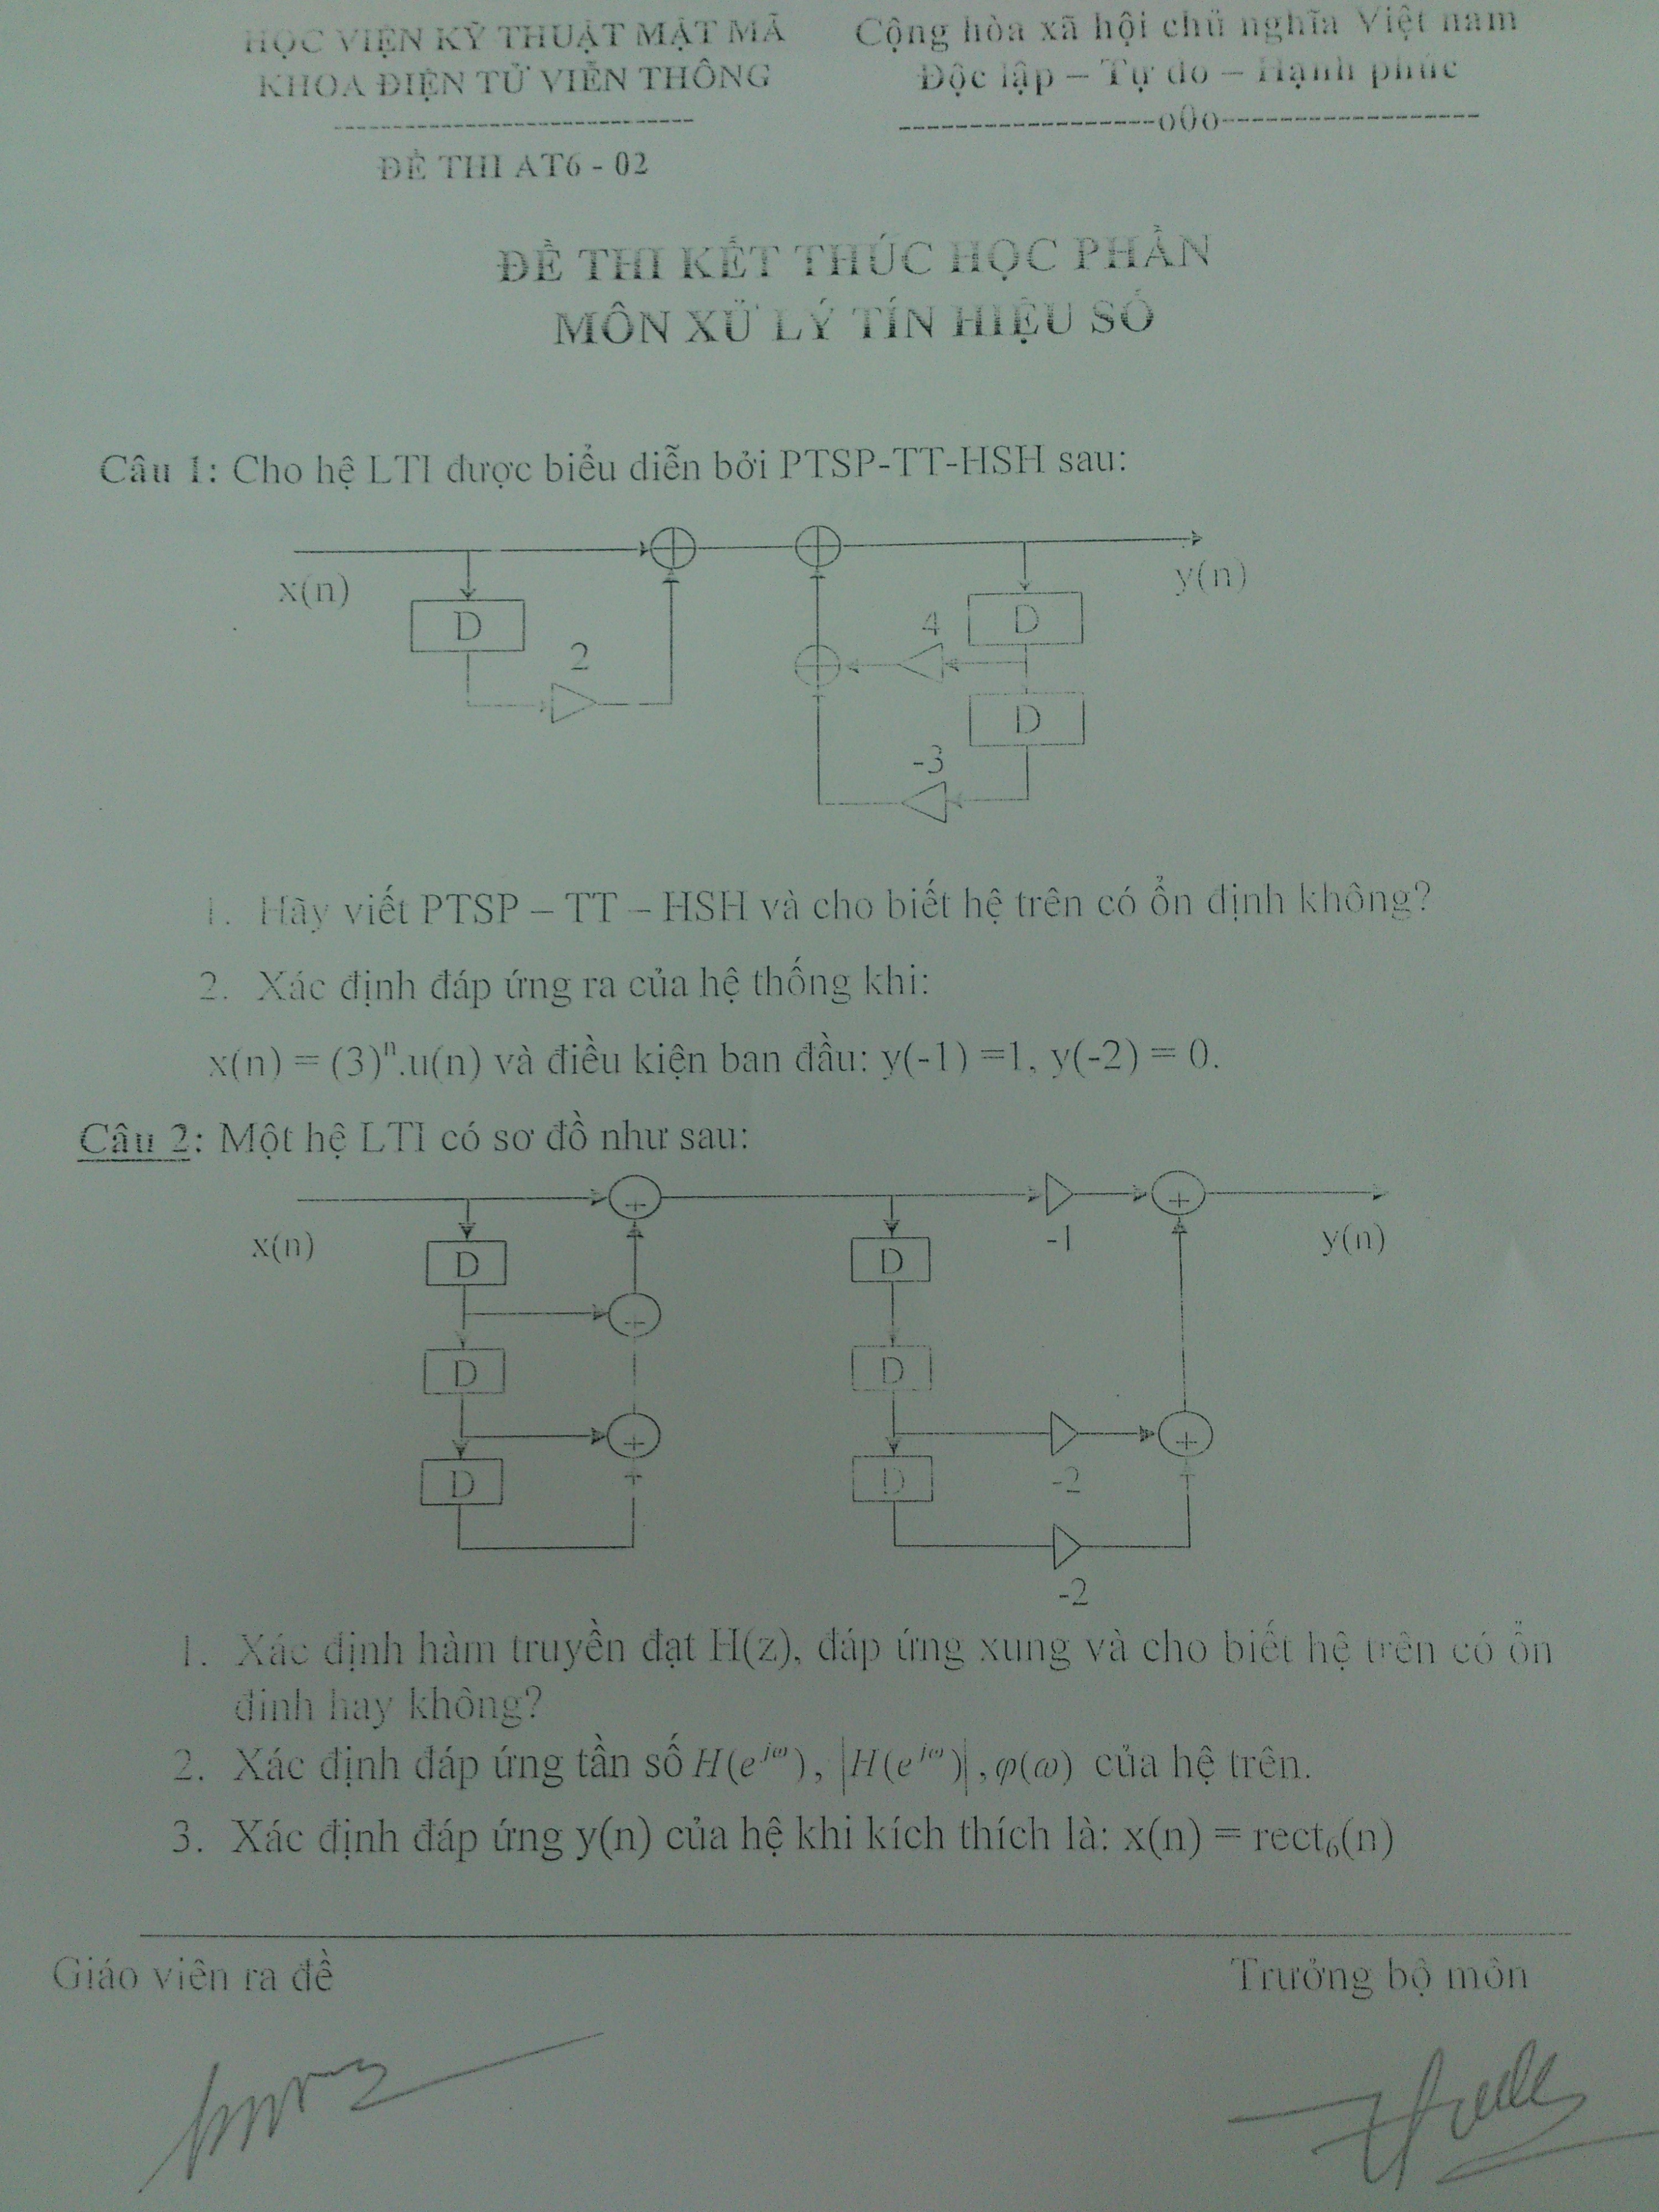 HỌC VIỆN KỸ THUẬT MẬT MÃ
KHOA ĐIỆN TỬ VIỄN THÔNG
ĐỀ THI AT6 - 02
Cộng hòa xã hội chủ nghĩa Việt nam
Độc lập – Tự do – Hạnh phúc
------------------o0o------------------
ĐỀ THI KẾT THÚC HỌC PHẦN
MÔN XỬ LÝ TÍN HIỆU SỐ
Câu 1: Cho hệ LTI được biểu diễn bởi PTSP-TT-HSH sau:
x(n)
y(n)
D
2
4
D
D
-3
1. Hãy viết PTSP – TT – HSH và cho biết hệ trên có ổn định không?
2. Xác định đáp ứng ra của hệ thống khi:
x(n) = (3)ⁿ.u(n) và điều kiện ban đầu: y(-1) =1, y(-2) = 0.
Câu 2: Một hệ LTI có sơ đồ như sau:
+
-1
+
x(n)
D
D
y(n)
+
D
D
+
+
D
D
-2
-2
1. Xác định hàm truyền đạt H(z), đáp ứng xung và cho biết hệ trên có ổn
định hay không?
2. Xác định đáp ứng tần số H(e^jω), |H(e^jω)|, φ(ω) của hệ trên.
3. Xác định đáp ứng y(n) của hệ khi kích thích là: x(n) = rect₆(n)
Giáo viên ra đề
Trưởng bộ môn